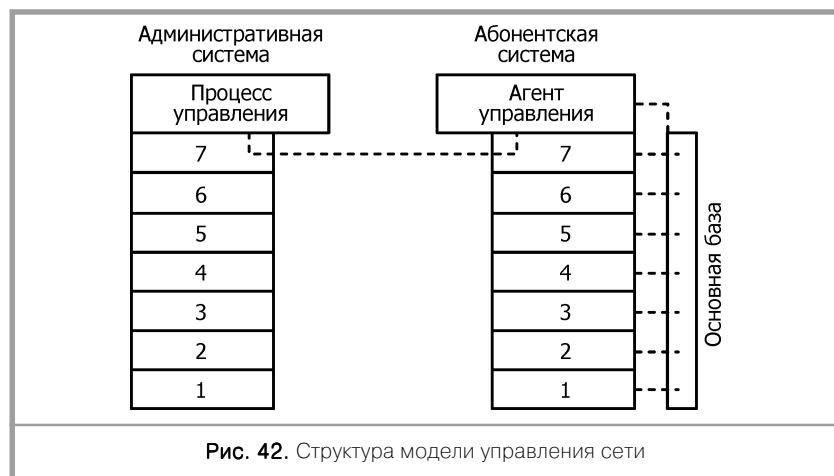 Административная
система
Процесс
управления
7
6
5
4
3
2
1
Абонентская
система
Агент
управления
7
6
5
4
3
2
1
Основная база
Рис. 42. Структура модели управления сети